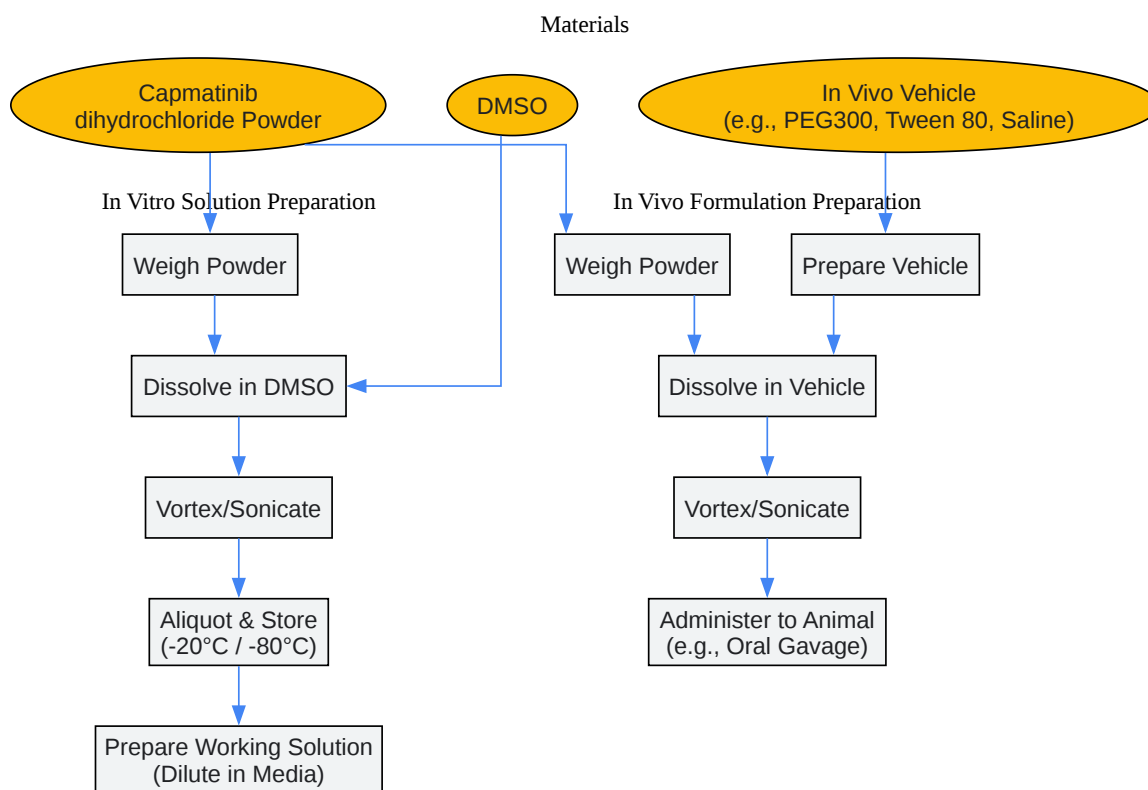 Materials
Capmatinib
dihydrochloride Powder
DMSO
In Vivo Vehicle
(e.g., PEG300, Tween 80, Saline)
In Vitro Solution Preparation
In Vivo Formulation Preparation
Weigh Powder
Weigh Powder
Prepare Vehicle
Dissolve in DMSO
Dissolve in Vehicle
Vortex/Sonicate
Vortex/Sonicate
Aliquot & Store
(-20°C / -80°C)
Administer to Animal
(e.g., Oral Gavage)
Prepare Working Solution
(Dilute in Media)